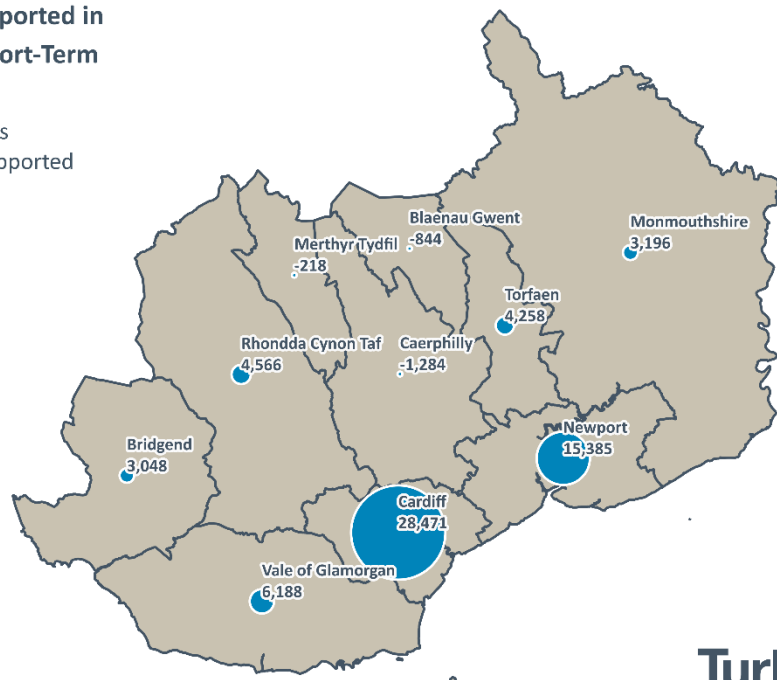 ported in
ort-Term
s
pported
Blaenau Gwent
-844
Monmouthshire
3,196
Merthyr Tydfil
-218
Torfaen
4,258
Rhondda Cynon Taf
4,566
Caerphilly
-1,284
Newport
15,385
Bridgend
3,048
Cardiff
28,471
Vale of Glamorgan
6,188